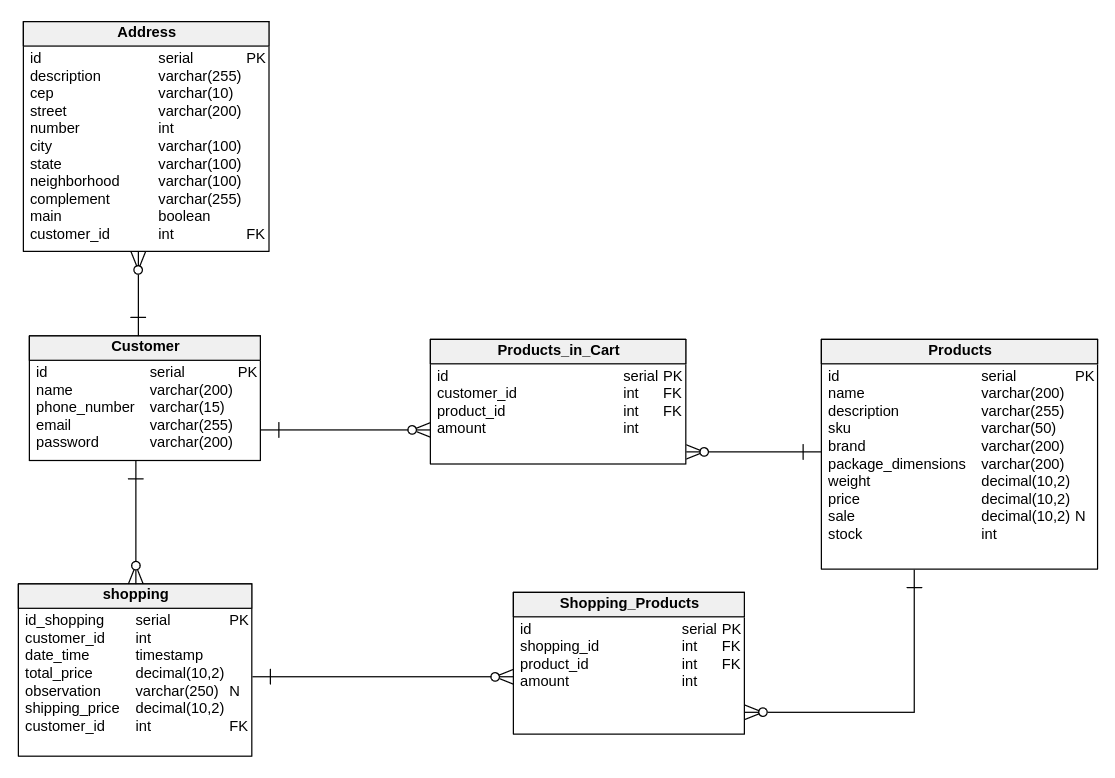 Address
id serial PK
description varchar(255)
cep varchar(10)
street varchar(200)
number int
city varchar(100)
state varchar(100)
neighborhood varchar(100)
complement varchar(255)
main boolean
customer_id int FK
Customer
id serial PK
name varchar(200)
phone_number varchar(15)
email varchar(255)
password varchar(200)
Products_in_Cart
id serial PK
customer_id int FK
product_id int FK
amount int
Products
id serial PK
name varchar(200)
description varchar(255)
sku varchar(50)
brand varchar(200)
package_dimensions varchar(200)
weight decimal(10,2)
price decimal(10,2)
sale decimal(10,2) N
stock int
shopping
id_shopping serial PK
customer_id int
date_time timestamp
total_price decimal(10,2)
observation varchar(250) N
shipping_price decimal(10,2)
customer_id int FK
Shopping_Products
id serial PK
shopping_id int FK
product_id int FK
amount int